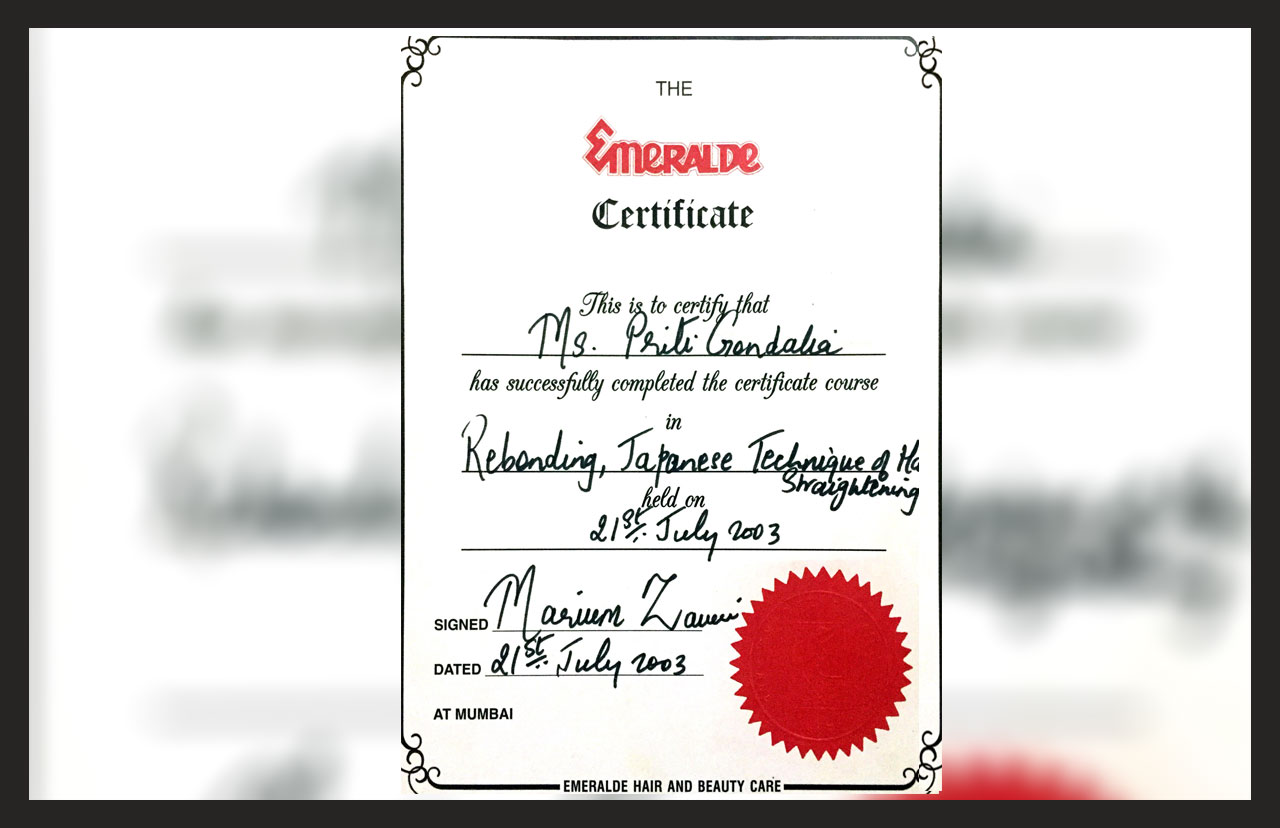 THE
EMERALDE
Certificate
This is to certify that
Ms. Priti Gondalia
has successfully completed the certificate course
in
Rebonding, Japanese Technique of Ha
Straightening
held on
21st July 2003
SIGNED Marium Zaveri
DATED 21st July 2003
AT MUMBAI
EMERALDE HAIR AND BEAUTY CARE